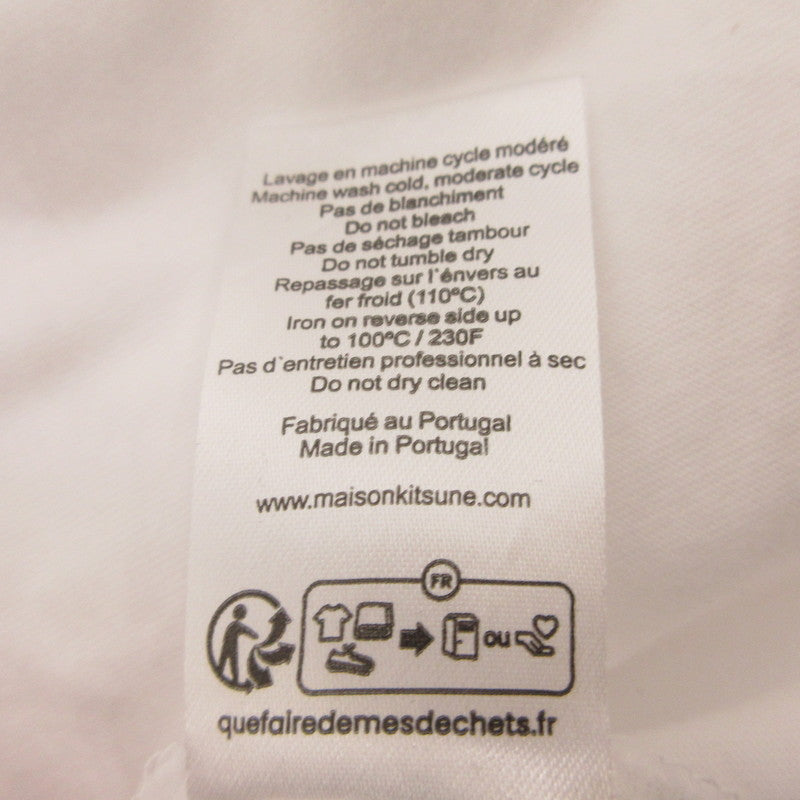 Lavage en machine cycle modéré
Machine wash cold, moderate cycle
Pas de blanchiment
Do not bleach
Pas de séchage tambour
Do not tumble dry
Repassage sur l'énvers au
fer froid (110ºC)
Iron on reverse side up
to 100ºC / 230F
Pas d`entretien professionnel à sec
Do not dry clean
Fabriqué au Portugal
Made in Portugal
www.maisonkitsune.com
FR
ou
quefairedemesdechets.fr